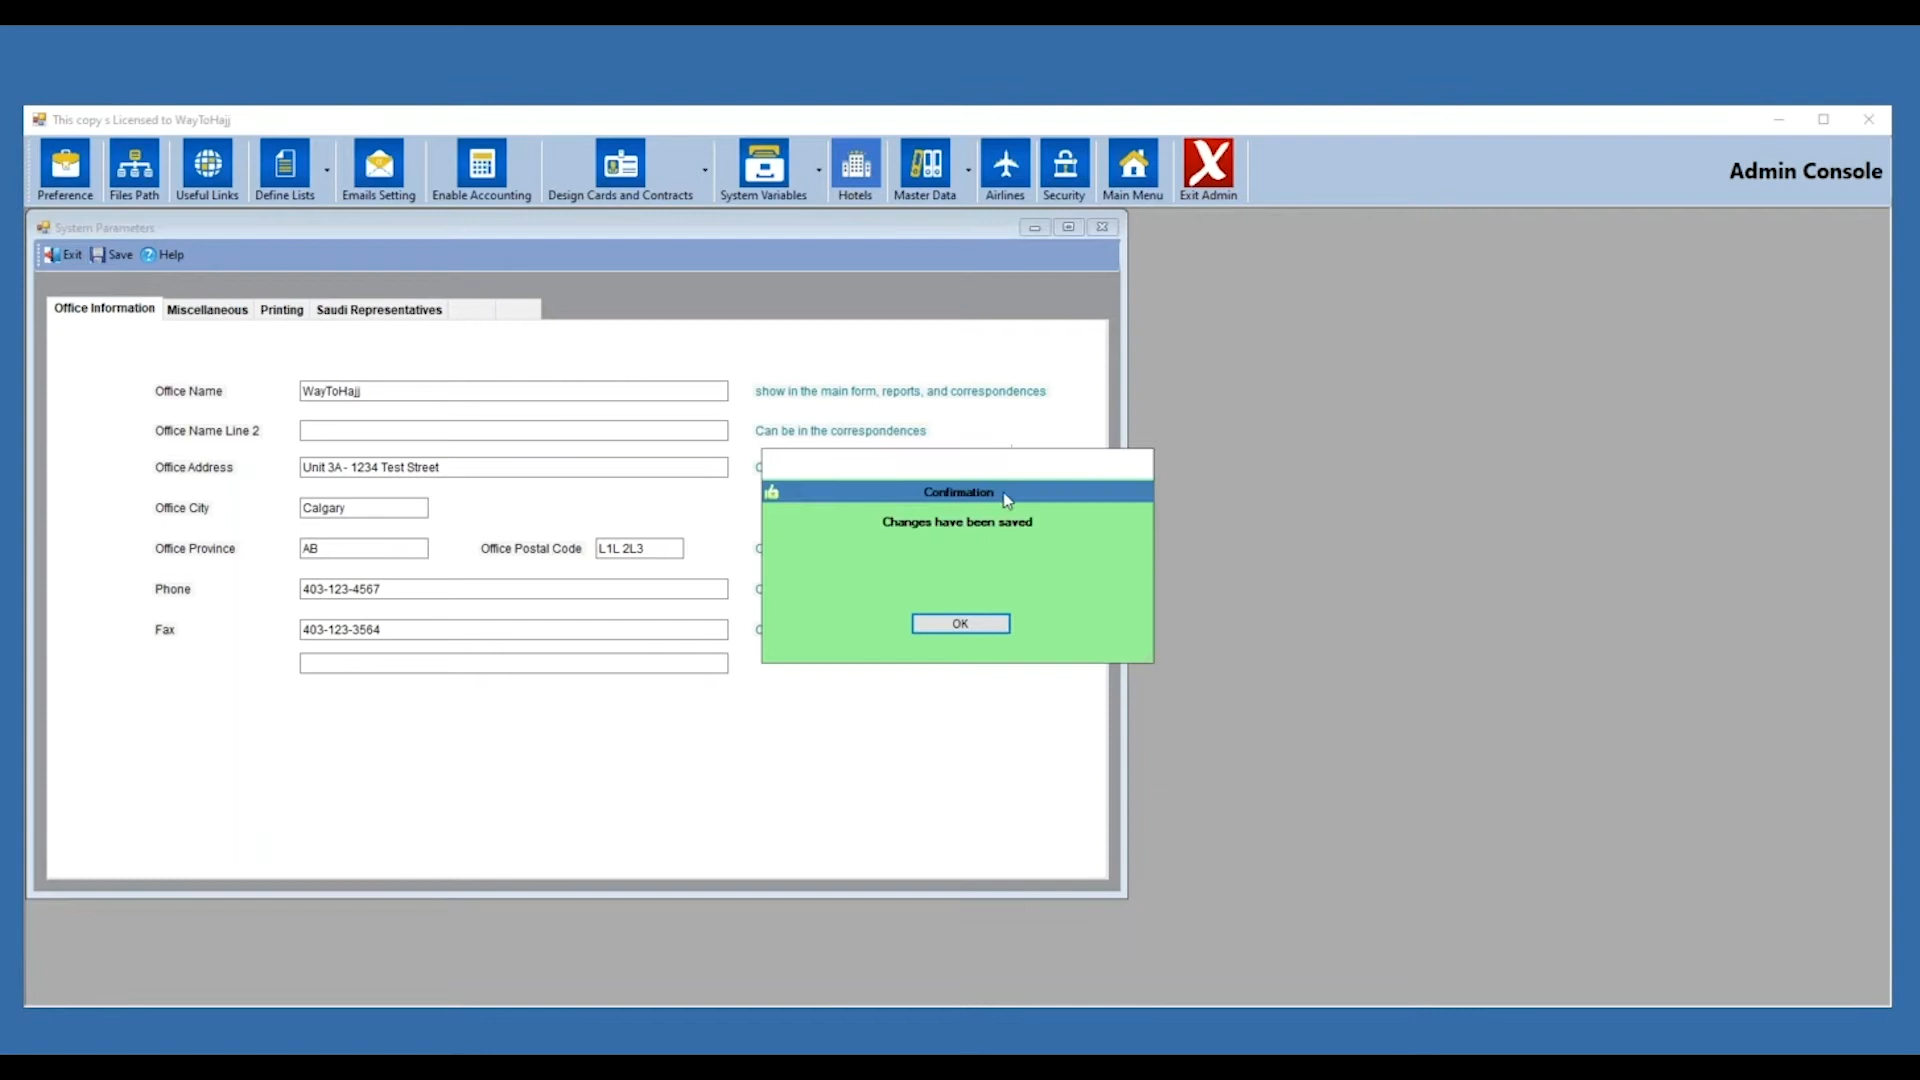 This copy s Licensed to WayToHajj
Preference
Files Path
Useful Links
Define Lists
Emails Setting
Enable Accounting
Design Cards and Contracts
System Variables
Hotels
Master Data
Airlines
Security
Main Menu
Exit Admin
Admin Console
System Parameters
Exit Save Help
Office Information Miscellaneous Printing Saudi Representatives
Office Name WayToHajj show in the main form, reports, and correspondences
Office Name Line 2 Can be in the correspondences
Office Address Unit 3A - 1234 Test Street
Office City Calgary
Office Province AB Office Postal Code L1L 2L3
Phone 403-123-4567
Fax 403-123-3564
Confirmation
Changes have been saved
OK